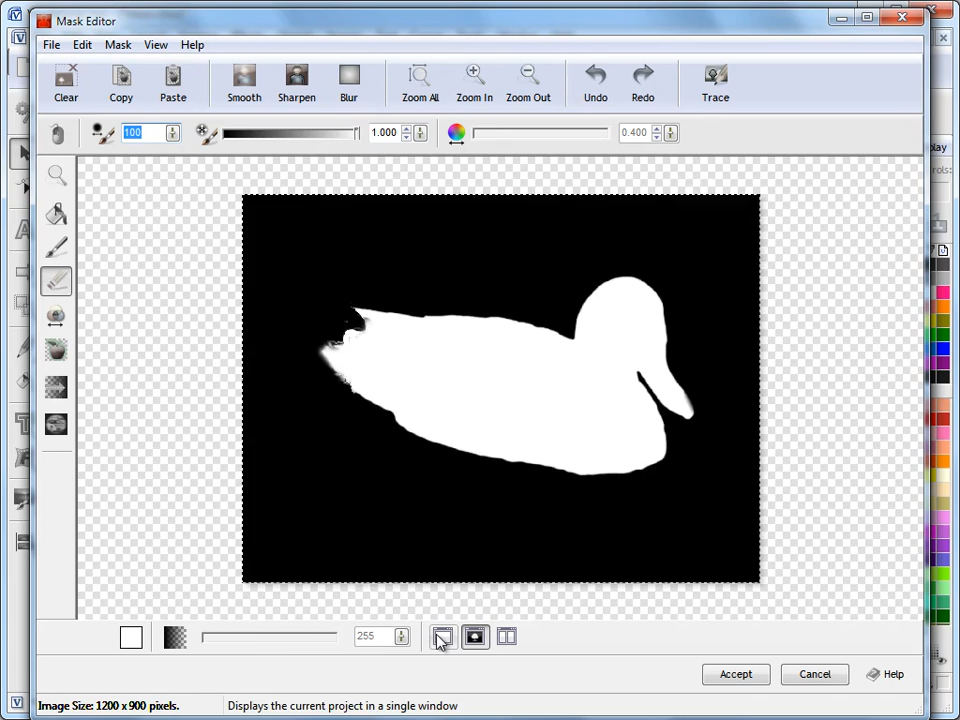 Mask Editor
File Edit Mask View Help
Clear Copy Paste Smooth Sharpen Blur Zoom All Zoom In Zoom Out Undo Redo Trace
100 1.000 0.400
play
rols:
255
Accept Cancel Help
Image Size: 1200 x 900 pixels. Displays the current project in a single window